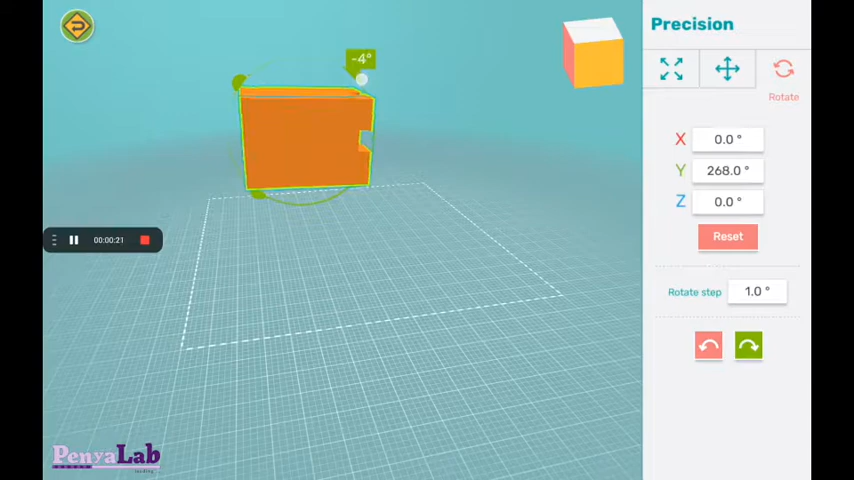 Precision
-4°
Rotate
X
0.0 °
Y
268.0 °
Z
0.0 °
Reset
00:00:21
Rotate step
1.0 °
PenyaLab